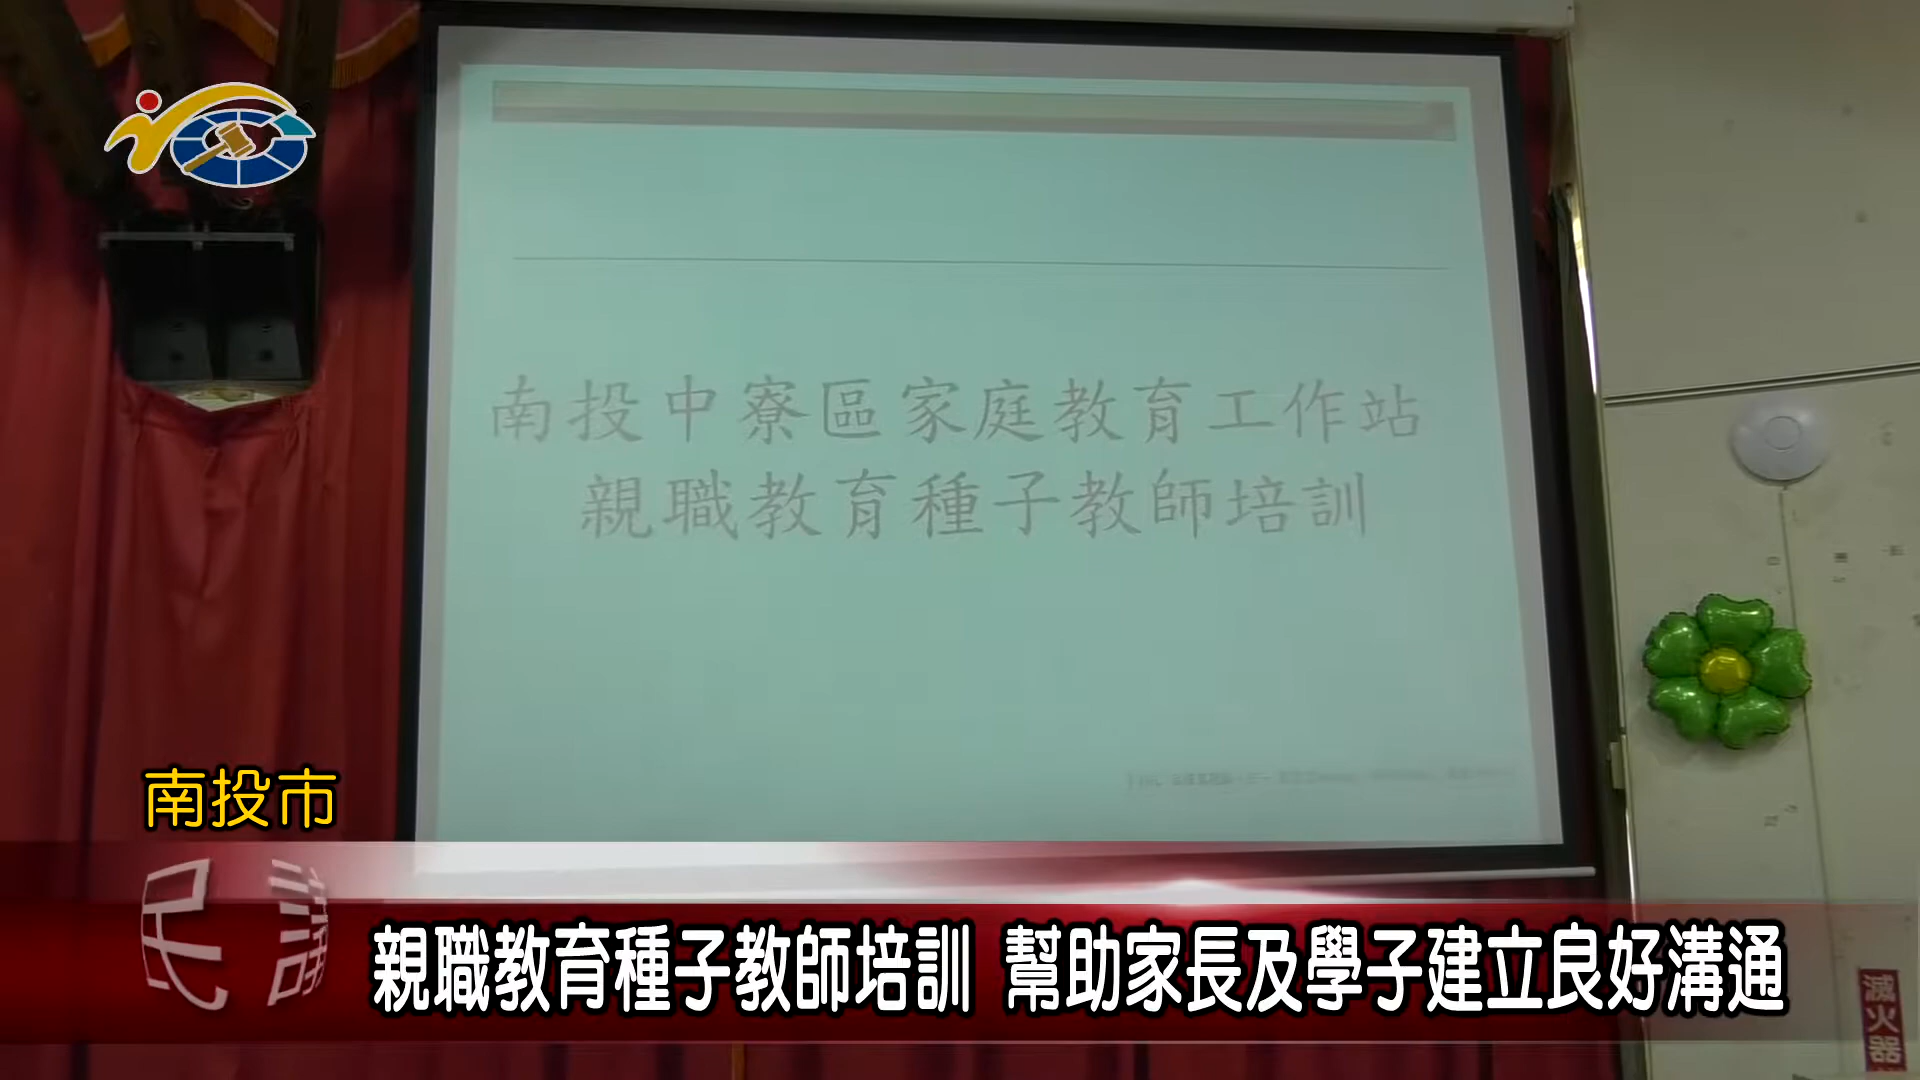 南投中寮區家庭教育工作站
親職教育種子教師培訓
南投市
民議
親職教育種子教師培訓 幫助家長及學子建立良好溝通
滅火器